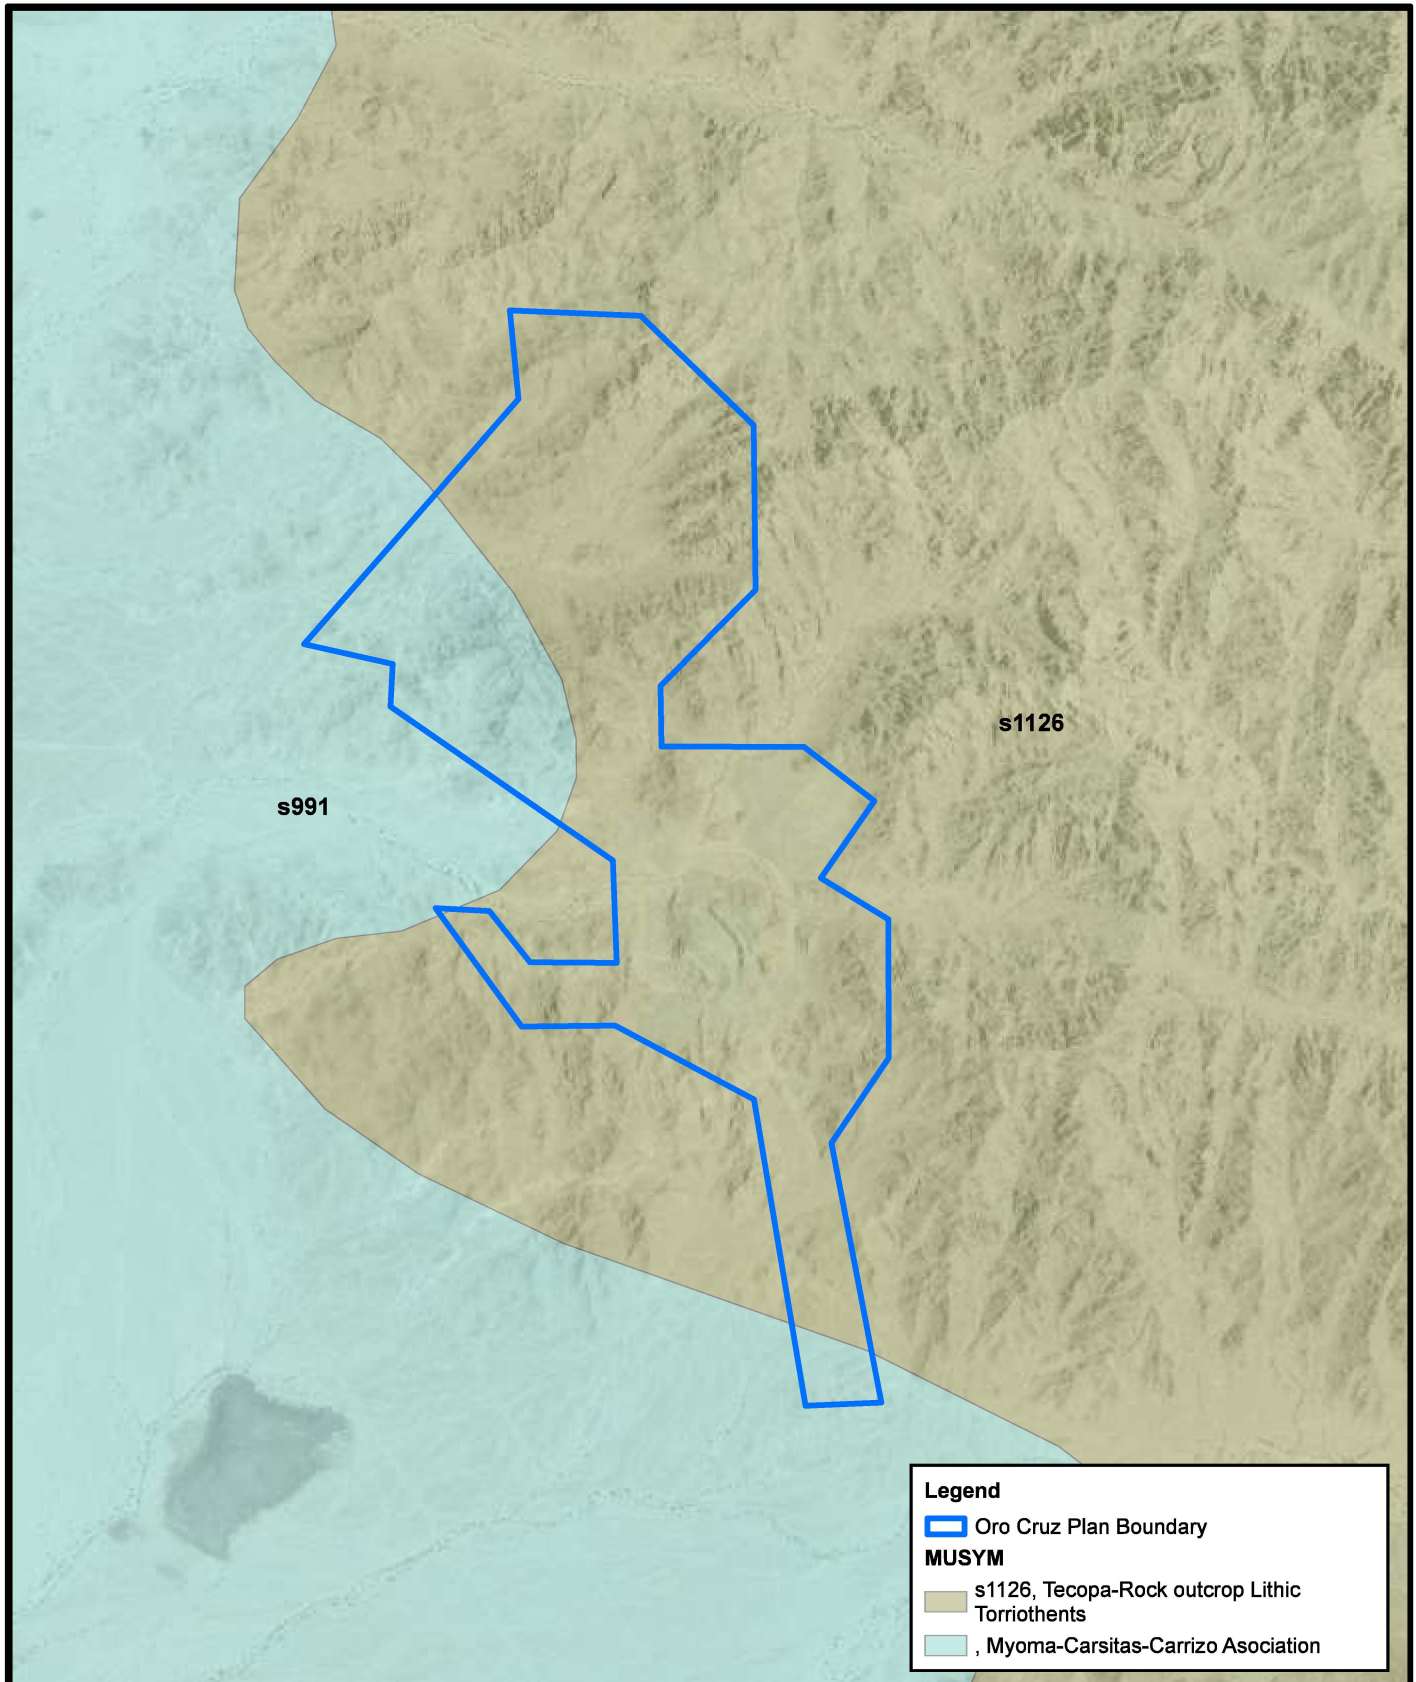 s1126
s991
Legend
Oro Cruz Plan Boundary
MUSYM
s1126, Tecopa-Rock outcrop Lithic
Torriothents
, Myoma-Carsitas-Carrizo Asociation